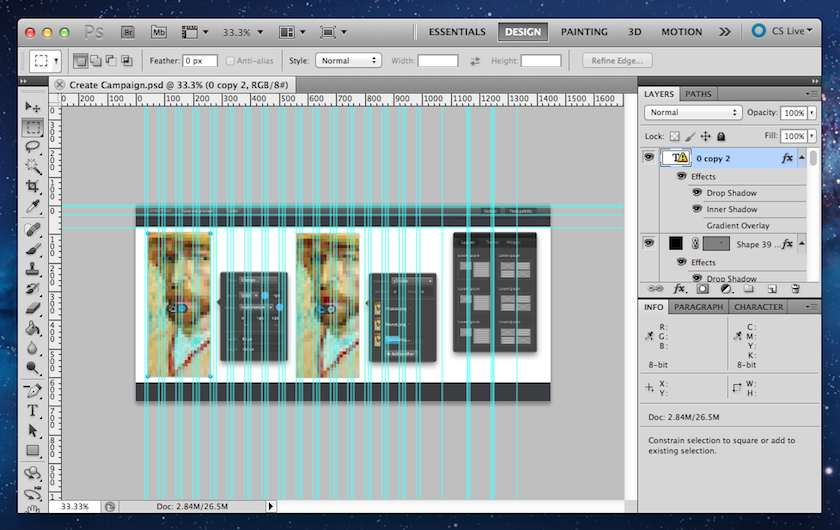 Ps Br Mb 33.3% ESSENTIALS DESIGN PAINTING 3D MOTION CS Live
Feather: 0 px Anti-alias Style: Normal Width: Height: Refine Edge...
Create Campaign.psd @ 33.3% (0 copy 2, RGB/8#)
0 200 100 0 100 200 300 400 500 600 700 800 900 1000 1100 1200 1300 1400 1500 1600
LAYERS PATHS
Normal Opacity: 100%
Lock: Fill: 100%
T 0 copy 2 fx
Effects
Drop Shadow
Inner Shadow
Gradient Overlay
Shape 39 ... fx
Effects
Drop Shadow
INFO PARAGRAPH CHARACTER
R: C:
G: M:
B: Y:
K:
8-bit 8-bit
X: W:
Y: H:
Doc: 2.84M/26.5M
Constrain selection to square or add to
existing selection.
33.33% Doc: 2.84M/26.5M